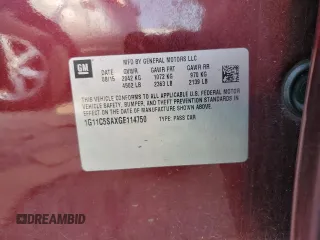 GM
MFG BY GENERAL MOTORS LLC
DATE GVWR GAWR FRT GAWR RR
08/15 2042 KG 1072 KG 970 KG
4502 LB 2363 LB 2139 LB
THIS VEHICLE CONFORMS TO ALL APPLICABLE U.S. FEDERAL MOTOR
VEHICLE SAFETY, BUMPER, AND THEFT PREVENTION STANDARDS IN
EFFECT ON THE DATE OF MANUFACTURE SHOWN ABOVE.
1G11C5SAXGF114750 TYPE: PASS CAR
DREAMBID